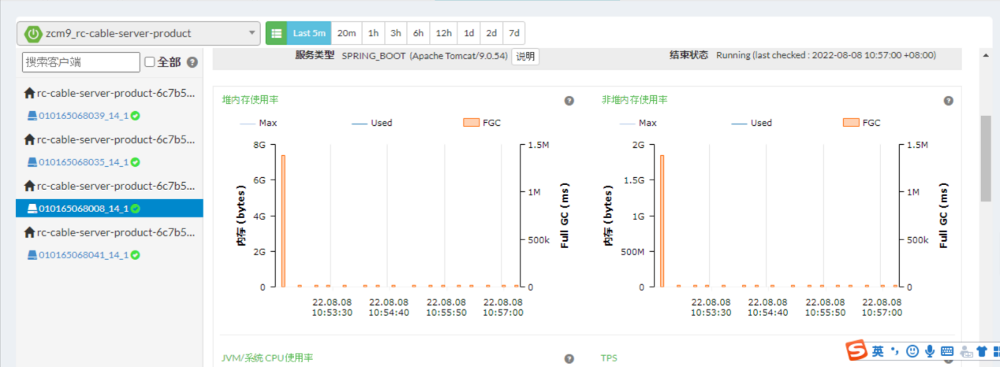 zcm9_rc-cable-server-product
Last 5m 20m 1h 3h 6h 12h 1d 2d 7d
搜索客户端 全部
服务类型 SPRING_BOOT (Apache Tomcat/9.0.54) 说明
结束状态 Running (last checked : 2022-08-08 10:57:00 +08:00)
rc-cable-server-product-6c7b5...
010165068039_14_1
rc-cable-server-product-6c7b5...
010165068035_14_1
rc-cable-server-product-6c7b5...
010165068008_14_1
rc-cable-server-product-6c7b5...
010165068041_14_1
堆内存使用率
Max Used FGC
8G
6G
4G
2G
0
内存 (bytes)
1.5M
1M
500k
0
Full GC (ms)
22.08.08 22.08.08 22.08.08 22.08.08
10:53:30 10:54:40 10:55:50 10:57:00
非堆内存使用率
Max Used FGC
2G
1.5G
1G
500M
0
内存 (bytes)
1.5M
1M
500k
0
Full GC (ms)
22.08.08 22.08.08 22.08.08 22.08.08
10:53:30 10:54:40 10:55:50 10:57:00
JVM/系统 CPU使用率
TPS
S 英